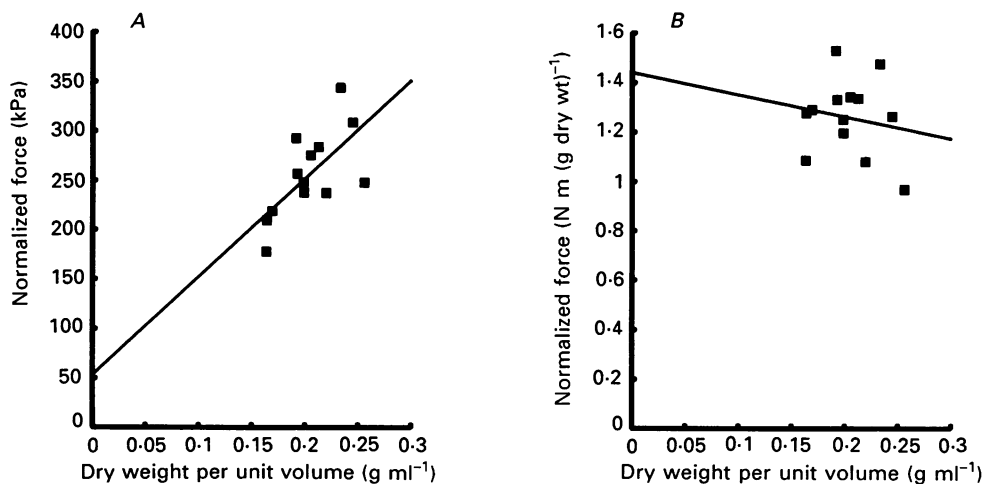 A
400
350
300
250
200
150
100
50
0
0 0·05 0·1 0·15 0·2 0·25 0·3
Normalized force (kPa)
Dry weight per unit volume (g ml⁻¹)
B
1·6
1·4
1·2
1
0·8
0·6
0·4
0·2
0
0 0·05 0·1 0·15 0·2 0·25 0·3
Normalized force (N m (g dry wt)⁻¹)
Dry weight per unit volume (g ml⁻¹)